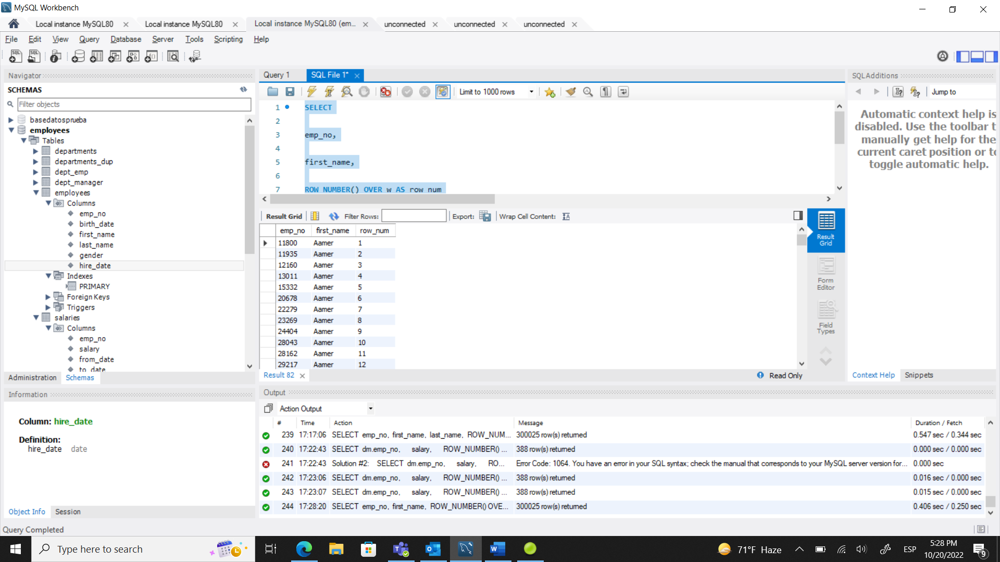 MySQL Workbench
Local instance MySQL80
Local instance MySQL80
Local instance MySQL80 (em...
unconnected
unconnected
unconnected
File Edit View Query Database Server Tools Scripting Help
Navigator
SCHEMAS
Filter objects
basedatosprueba
employees
Tables
departments
departments_dup
dept_emp
dept_manager
employees
Columns
emp_no
birth_date
first_name
last_name
gender
hire_date
Indexes
PRIMARY
Foreign Keys
Triggers
salaries
Columns
emp_no
salary
from_date
to_date
Administration Schemas
Information
Column: hire_date
Definition:
hire_date date
Object Info Session
Query Completed
Query 1 SQL File 1*
Limit to 1000 rows
1 SELECT
2
3 emp_no,
4
5 first_name,
6
7 ROW_NUMBER() OVER w AS row_num
Result Grid Filter Rows: Export: Wrap Cell Content:
emp_no first_name row_num
11800 Aamer 1
11935 Aamer 2
12160 Aamer 3
13011 Aamer 4
15332 Aamer 5
20678 Aamer 6
22279 Aamer 7
23269 Aamer 8
24404 Aamer 9
28043 Aamer 10
28162 Aamer 11
29217 Aamer 12
Result Grid
Form Editor
Field Types
Result 82
Read Only
SQLAdditions
Jump to
Automatic context help is
disabled. Use the toolbar t
manually get help for the
current caret position or to
toggle automatic help.
Context Help Snippets
Output
Action Output
# Time Action Message Duration / Fetch
239 17:17:06 SELECT emp_no, first_name, last_name, ROW_NUM... 300025 row(s) returned 0.547 sec / 0.344 sec
240 17:22:43 SELECT dm.emp_no, salary, ROW_NUMBER() ... 388 row(s) returned 0.000 sec / 0.000 sec
241 17:22:43 Solution #2: SELECT dm.emp_no, salary, RO... Error Code: 1064. You have an error in your SQL syntax; check the manual that corresponds to your MySQL server version for... 0.000 sec
242 17:23:06 SELECT dm.emp_no, salary, ROW_NUMBER() ... 388 row(s) returned 0.016 sec / 0.000 sec
243 17:23:07 SELECT dm.emp_no, salary, ROW_NUMBER() ... 388 row(s) returned 0.015 sec / 0.000 sec
244 17:28:20 SELECT emp_no, first_name, ROW_NUMBER() OVE... 300025 row(s) returned 0.406 sec / 0.250 sec
Type here to search
71°F Haze
ESP
5:28 PM
10/20/2022
9